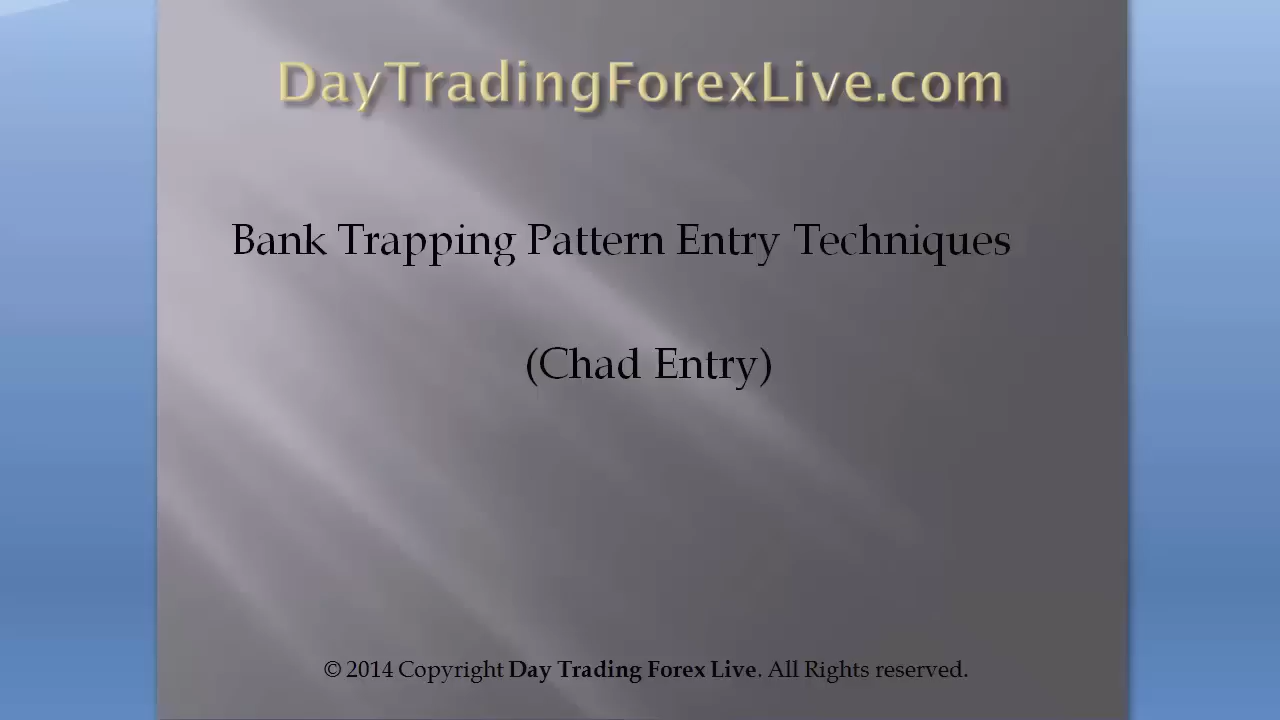 DayTradingForexLive.com
Bank Trapping Pattern Entry Techniques
(Chad Entry)
© 2014 Copyright Day Trading Forex Live. All Rights reserved.